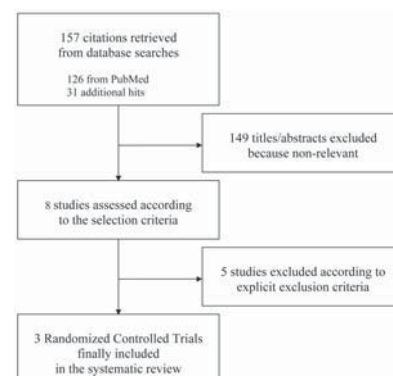 157 citations retrieved
from database searches
126 from PubMed
31 additional hits
149 titles/abstracts excluded
because non-relevant
8 studies assessed according
to the selection criteria
5 studies excluded according to
explicit exclusion criteria
3 Randomized Controlled Trials
finally included
in the systematic review